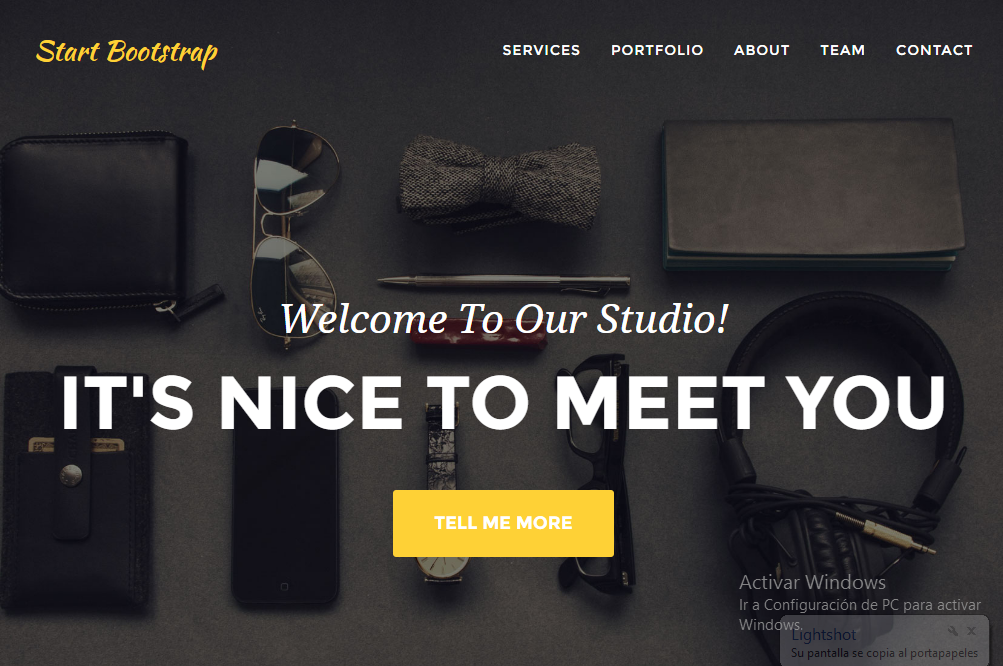 Start Bootstrap
SERVICES PORTFOLIO ABOUT TEAM CONTACT
Welcome To Our Studio!
IT'S NICE TO MEET YOU
TELL ME MORE
Activar Windows
Ir a Configuración de PC para activar
Windows.
Lightshot
Su pantalla se copia al portapapeles